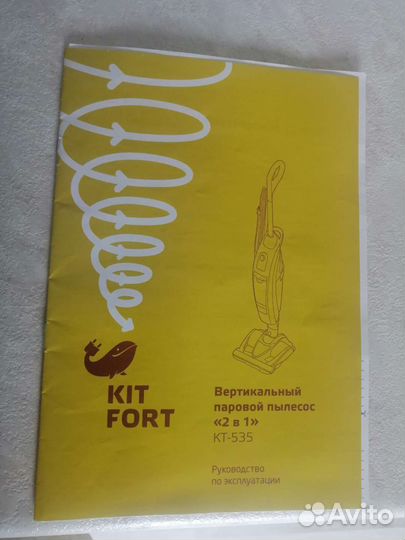 KIT
FORT
Вертикальный
паровой пылесос
«2 в 1»
КТ-535
Руководство
по эксплуатации
Avito